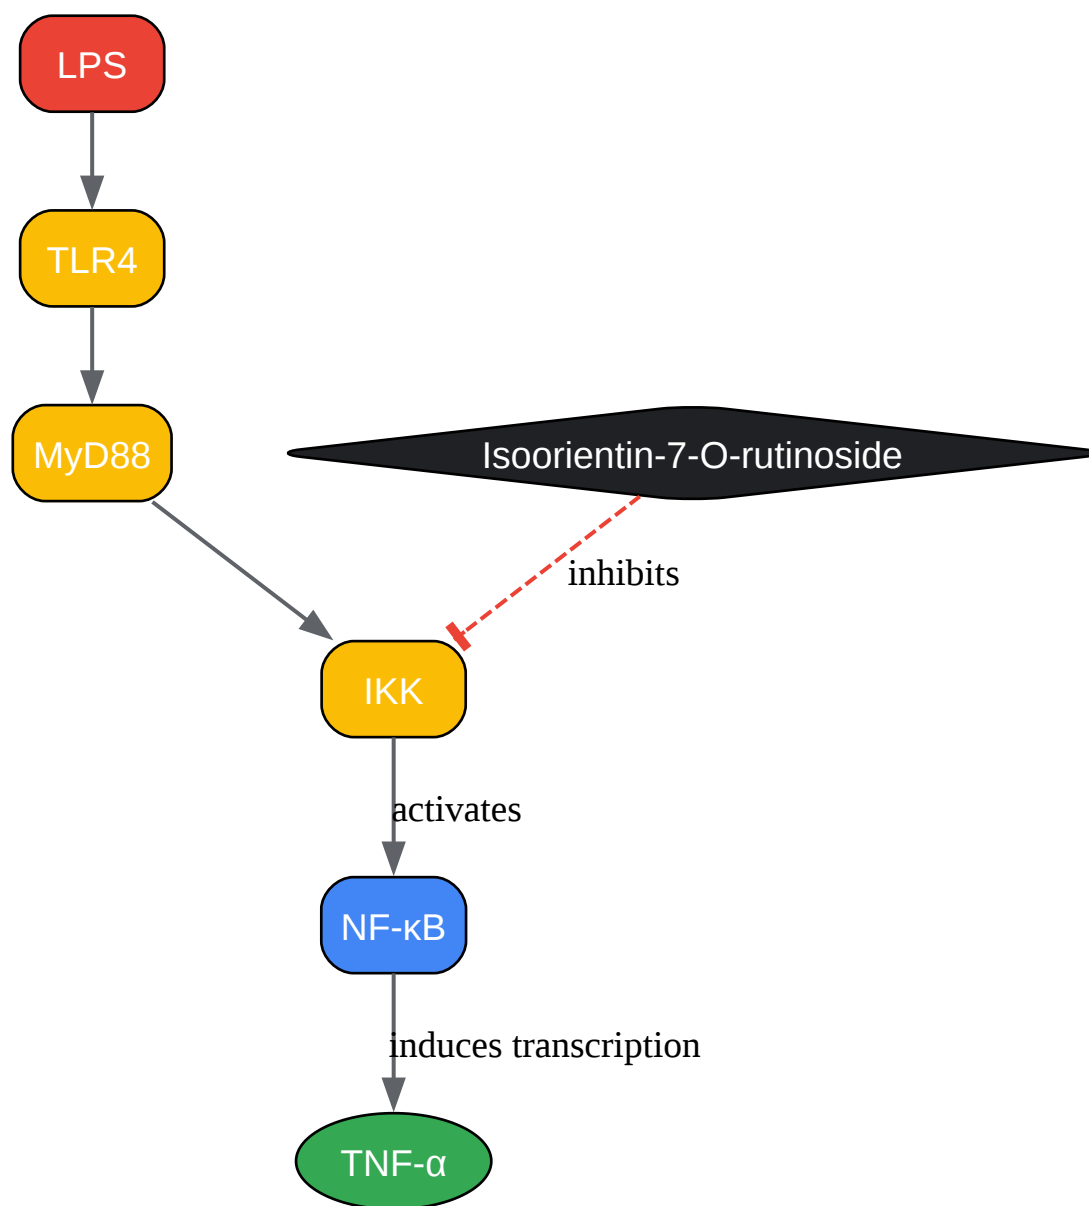 LPS
TLR4
MyD88
Isoorientin-7-O-rutinoside
inhibits
IKK
activates
NF-κB
induces transcription
TNF-α